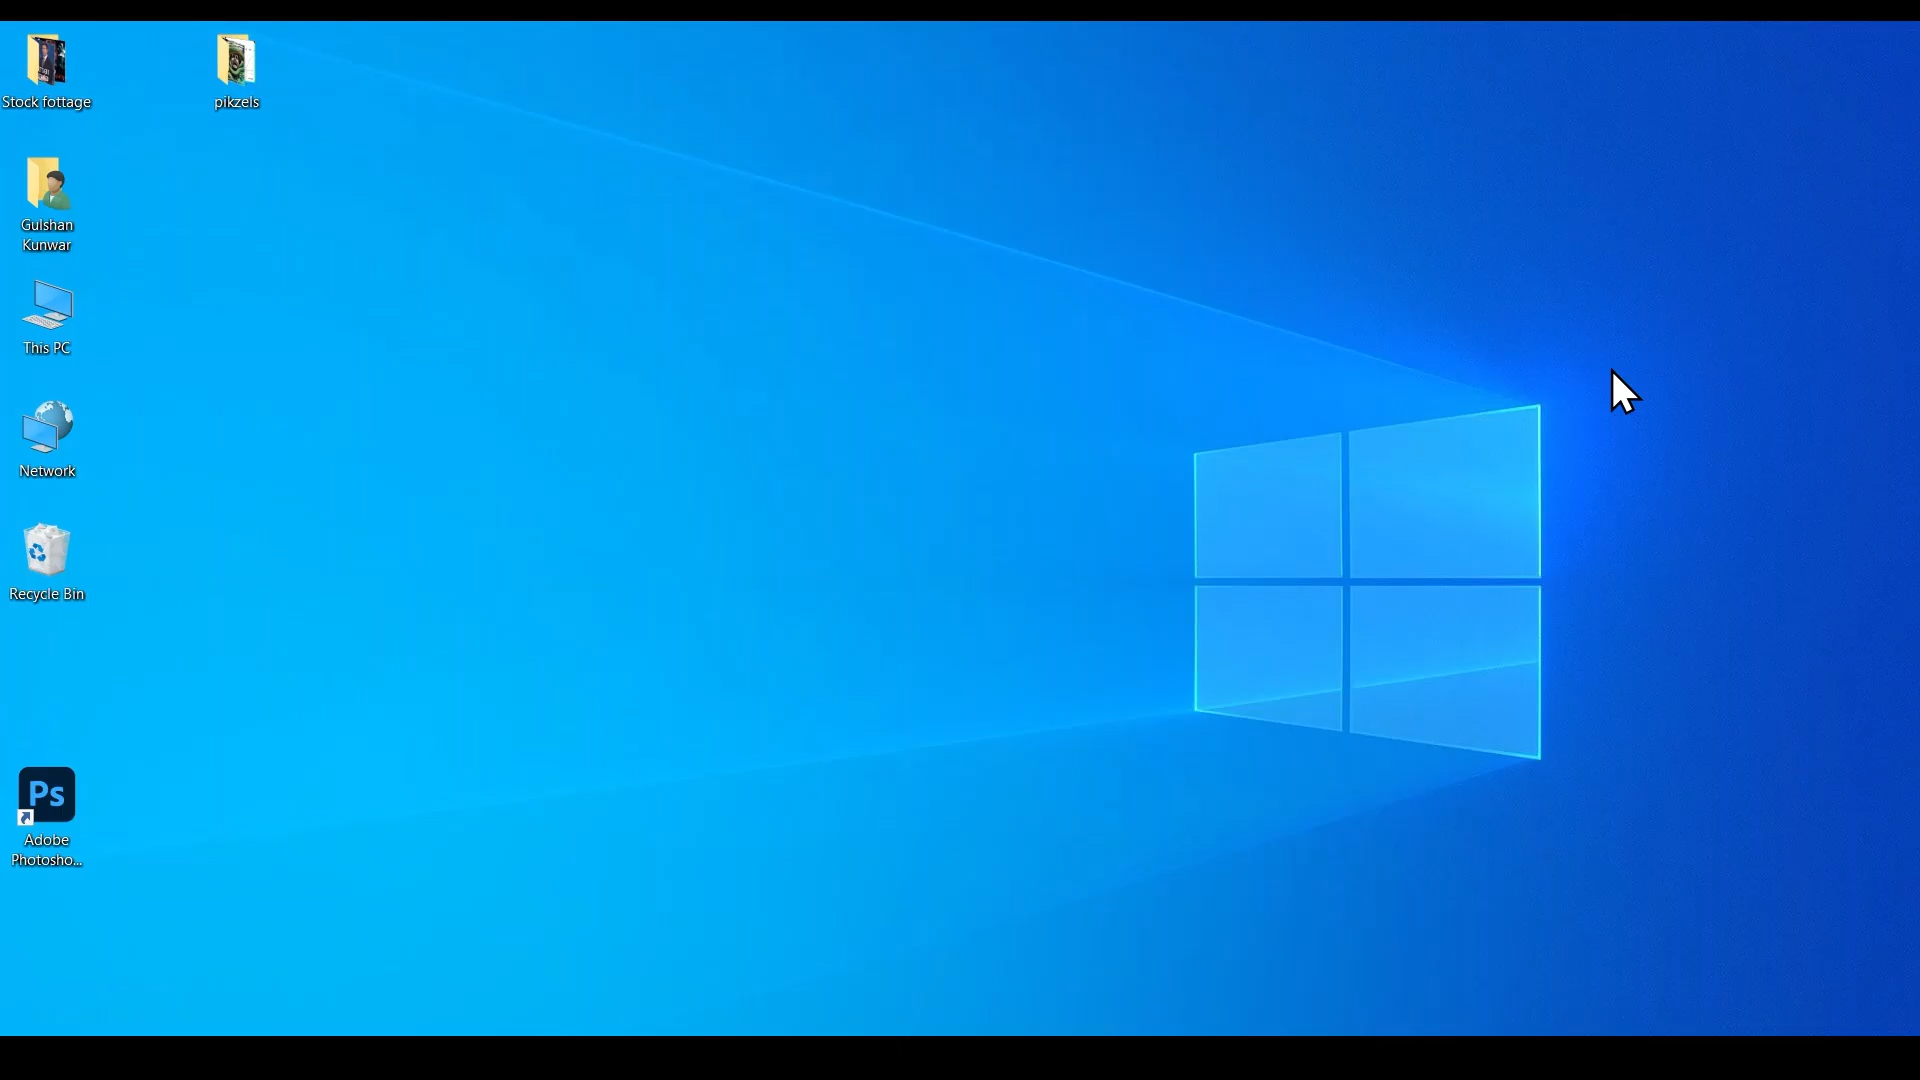 Stock fottage
pikzels
Gulshan
Kunwar
This PC
Network
Recycle Bin
Ps
Adobe
Photosho...